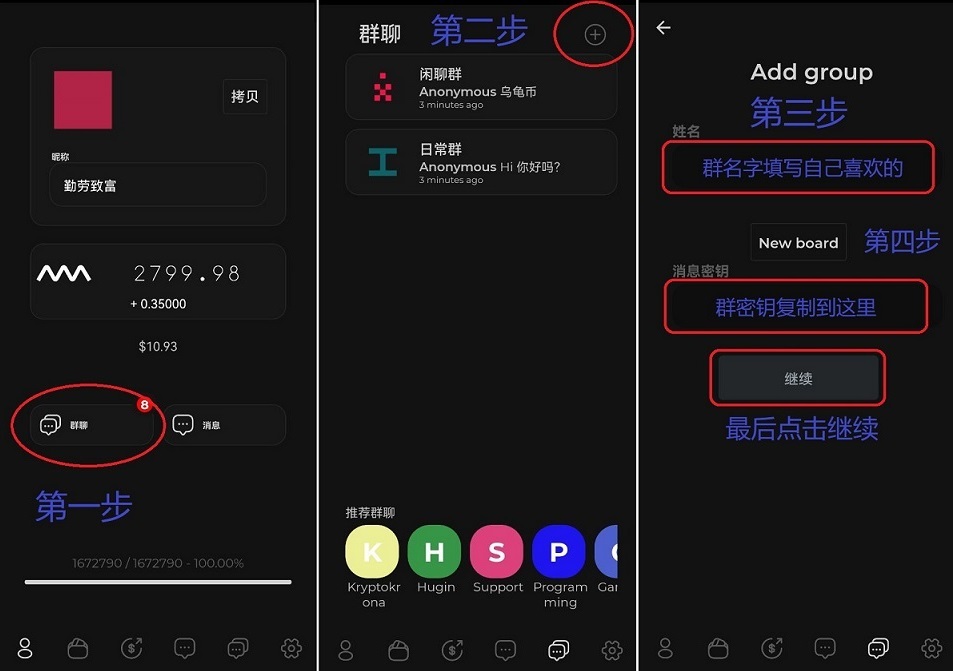 拷贝
昵称
勤劳致富
2799.98
+ 0.35000
$10.93
群聊
8
消息
第一步
1672790 / 1672790 - 100.00%
群聊
第二步
闲聊群
Anonymous 乌龟币
3 minutes ago
日常群
Anonymous Hi 你好吗?
3 minutes ago
推荐群聊
K
H
S
P
Kryptokr
ona
Hugin
Support
Program
ming
Gar
Add group
第三步
姓名
群名字填写自己喜欢的
New board
第四步
消息密钥
群密钥复制到这里
继续
最后点击继续